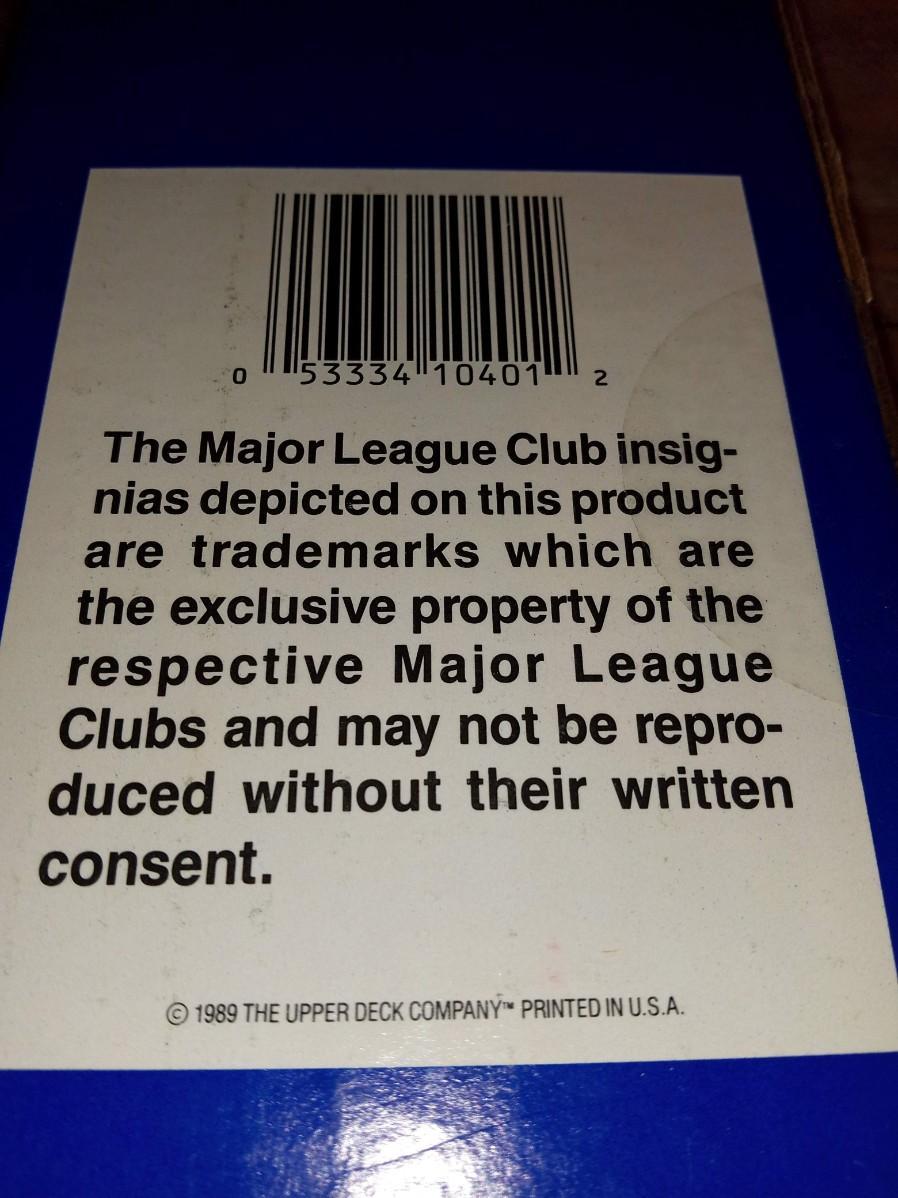 0 53334 10401 2
The Major League Club insig-
nias depicted on this product
are trademarks which are
the exclusive property of the
respective Major League
Clubs and may not be repro-
duced without their written
consent.
© 1989 THE UPPER DECK COMPANY™ PRINTED IN U.S.A.